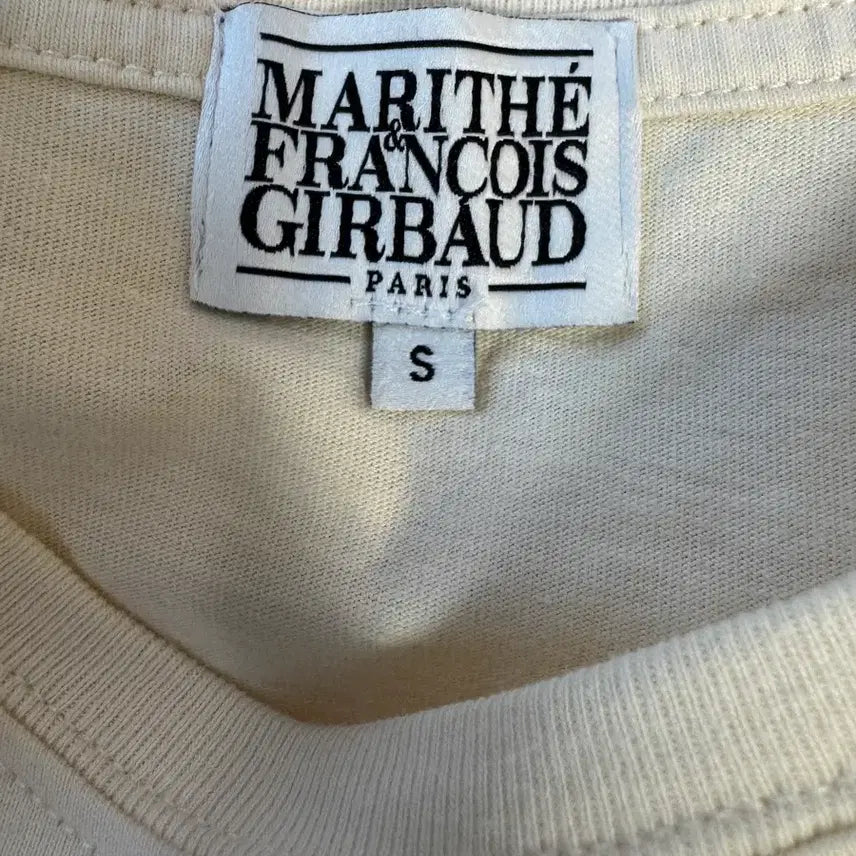 MARITHÉ
&
FRANÇOIS
GIRBAUD
PARIS
S